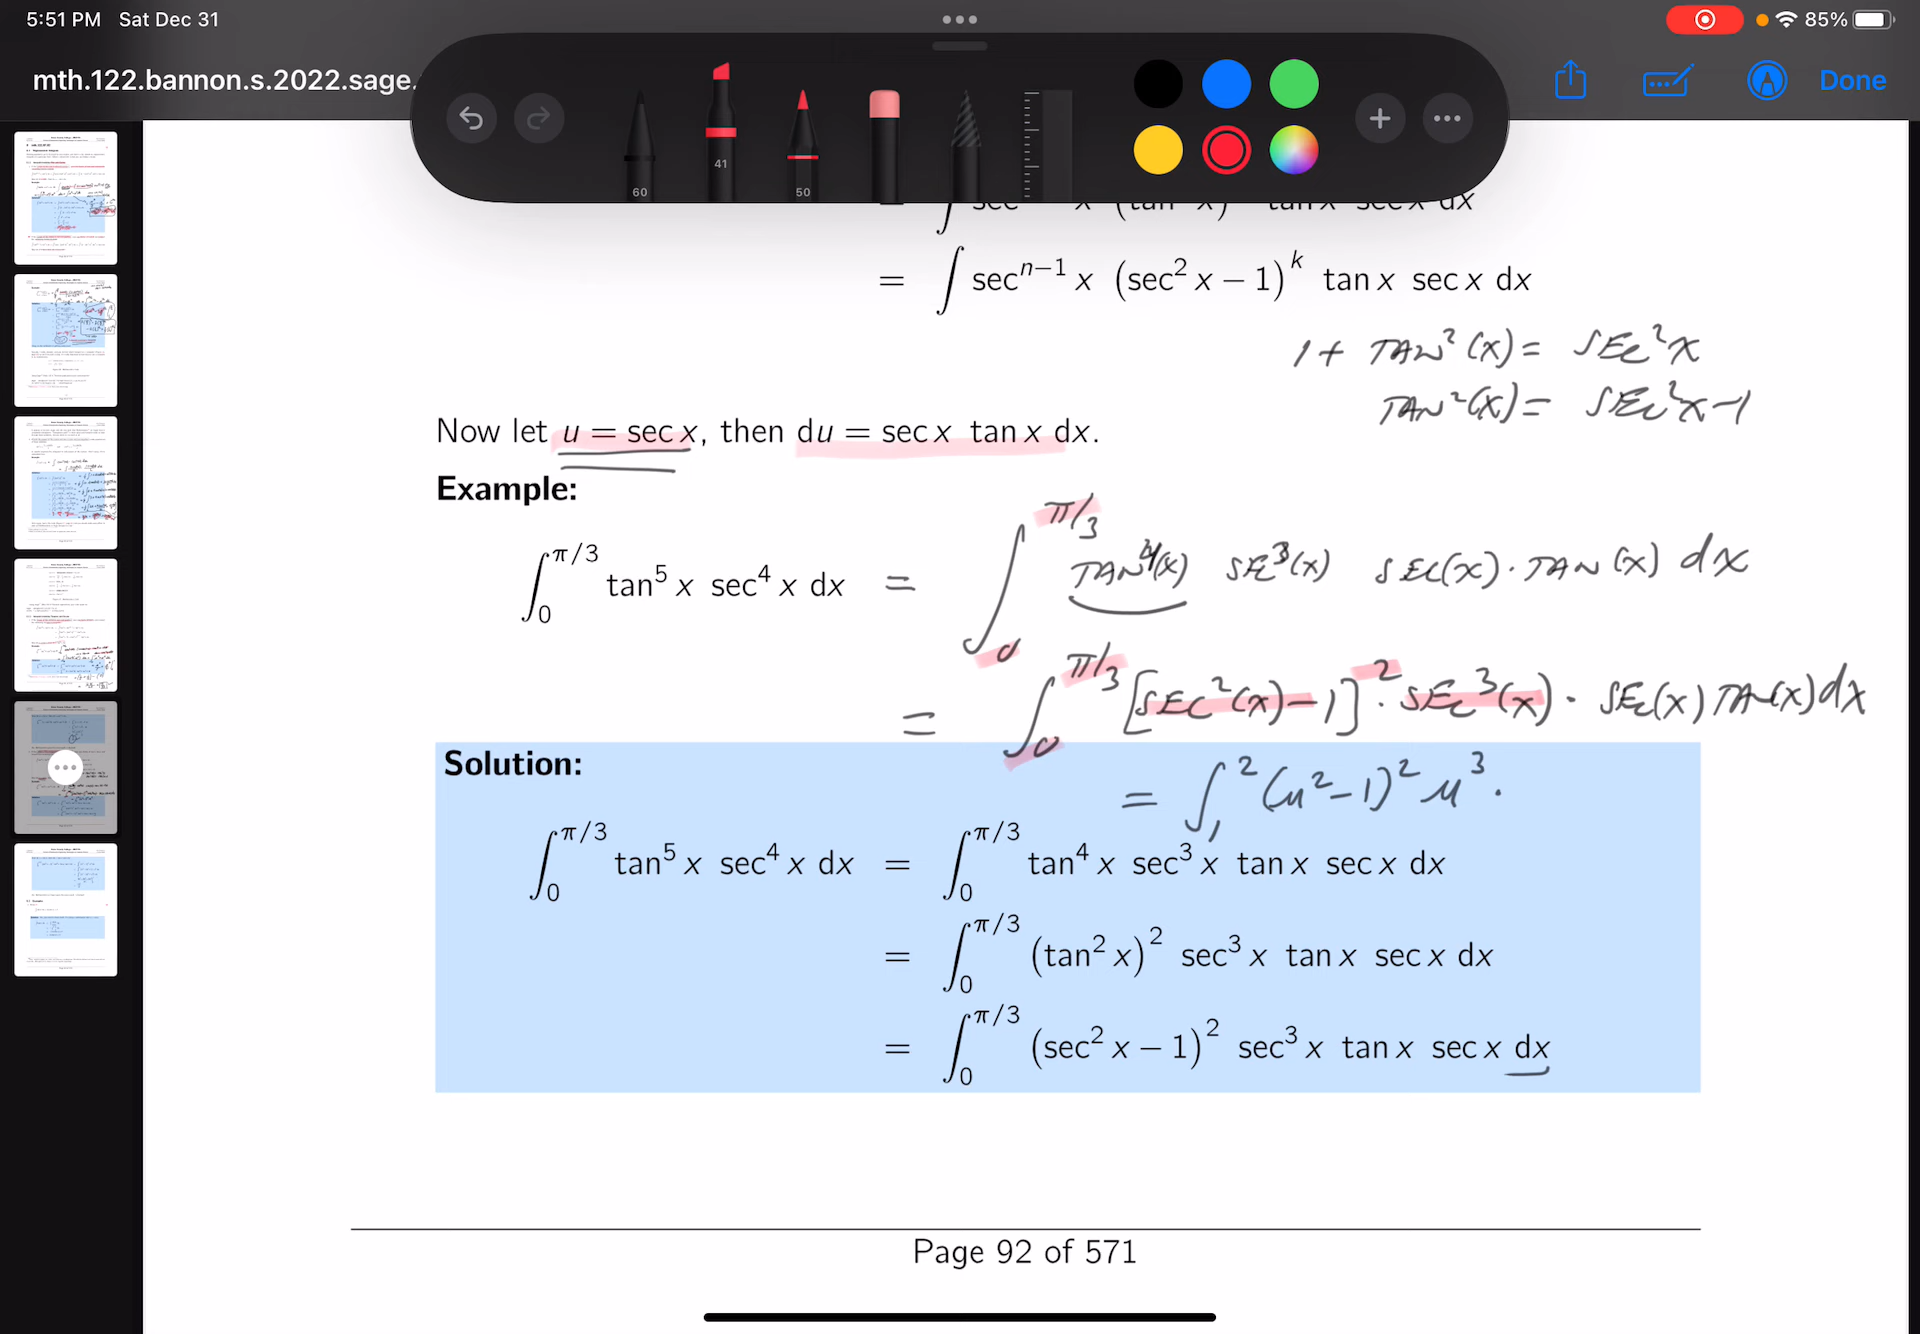 5:51 PM Sat Dec 31
85%
mth.122.bannon.s.2022.sage.
Done
60
41
50
= ∫ secⁿ⁻¹ x (sec² x − 1)ᵏ tan x sec x dx
1 + TAN²(x) = SEC²x
TAN²(x) = SEC²x−1
Now let u = sec x, then du = sec x tan x dx.
Example:
∫₀^{π/3} tan⁵ x sec⁴ x dx = ∫₀^{π/3} TAN⁴(x) SEC³(x) SEC(x)·TAN(x) dx
= ∫₀^{π/3} [SEC²(x)−1]²·SEC³(x)·SEC(x)TAN(x)dx
Solution:
= ∫₁² (u²−1)² u³·
∫₀^{π/3} tan⁵ x sec⁴ x dx = ∫₀^{π/3} tan⁴ x sec³ x tan x sec x dx
= ∫₀^{π/3} (tan² x)² sec³ x tan x sec x dx
= ∫₀^{π/3} (sec² x − 1)² sec³ x tan x sec x dx
Page 92 of 571